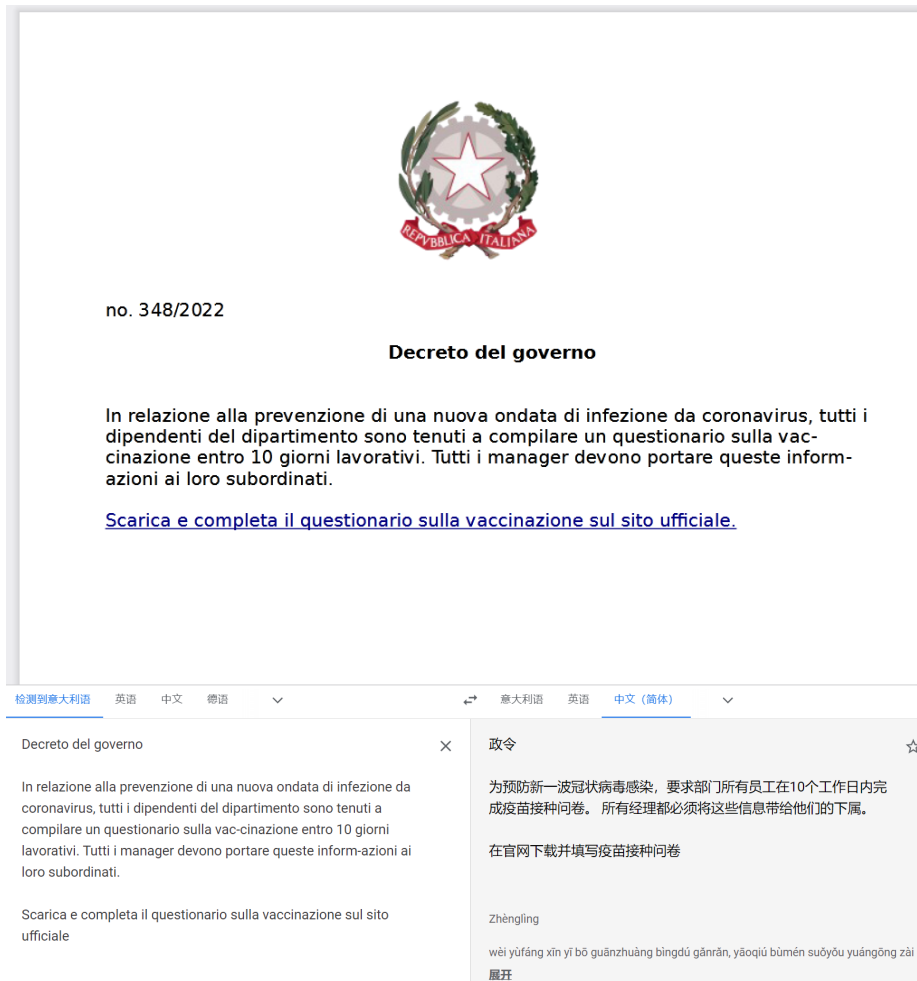 REPVBBLICA ITALIANA
no. 348/2022
Decreto del governo
In relazione alla prevenzione di una nuova ondata di infezione da coronavirus, tutti i
dipendenti del dipartimento sono tenuti a compilare un questionario sulla vac-
cinazione entro 10 giorni lavorativi. Tutti i manager devono portare queste inform-
azioni ai loro subordinati.
Scarica e completa il questionario sulla vaccinazione sul sito ufficiale.
检测到意大利语 英语 中文 德语 意大利语 英语 中文（简体）
Decreto del governo
In relazione alla prevenzione di una nuova ondata di infezione da
coronavirus, tutti i dipendenti del dipartimento sono tenuti a
compilare un questionario sulla vac-cinazione entro 10 giorni
lavorativi. Tutti i manager devono portare queste inform-azioni ai
loro subordinati.
Scarica e completa il questionario sulla vaccinazione sul sito
ufficiale
政令
为预防新一波冠状病毒感染，要求部门所有员工在10个工作日内完
成疫苗接种问卷。 所有经理都必须将这些信息带给他们的下属。
在官网下载并填写疫苗接种问卷
Zhènglìng
wèi yùfáng xīn yī bō guānzhuàng bìngdú gǎnrǎn, yāoqiú bùmén suǒyǒu yuángōng zài
展开